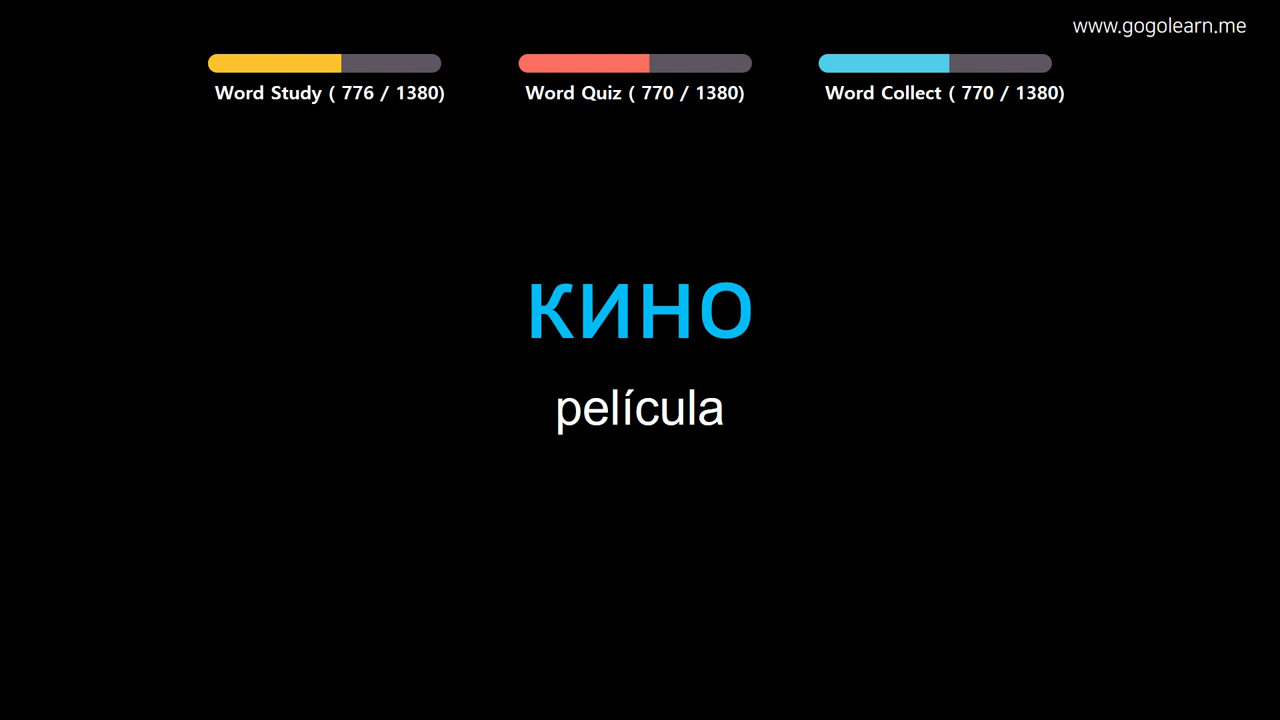 www.gogolearn.me
Word Study ( 776 / 1380)
Word Quiz ( 770 / 1380)
Word Collect ( 770 / 1380)
кино
película